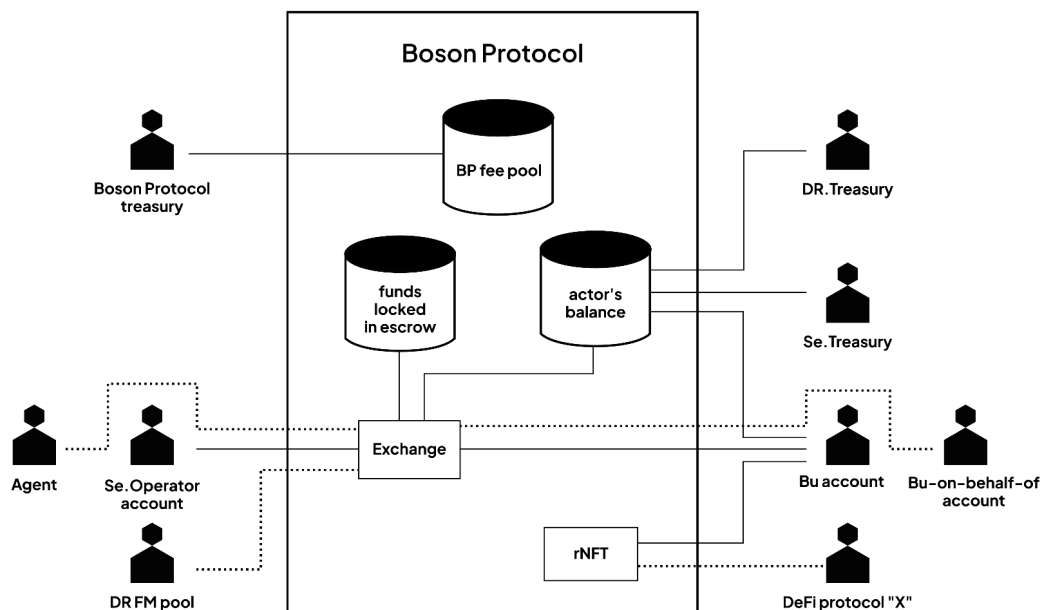 Boson Protocol
BP fee pool
Boson Protocol
treasury
DR.Treasury
funds
locked
in escrow
actor's
balance
Se.Treasury
Exchange
Agent
Se.Operator
account
Bu account
Bu-on-behalf-of
account
rNFT
DR FM pool
DeFi protocol "X"